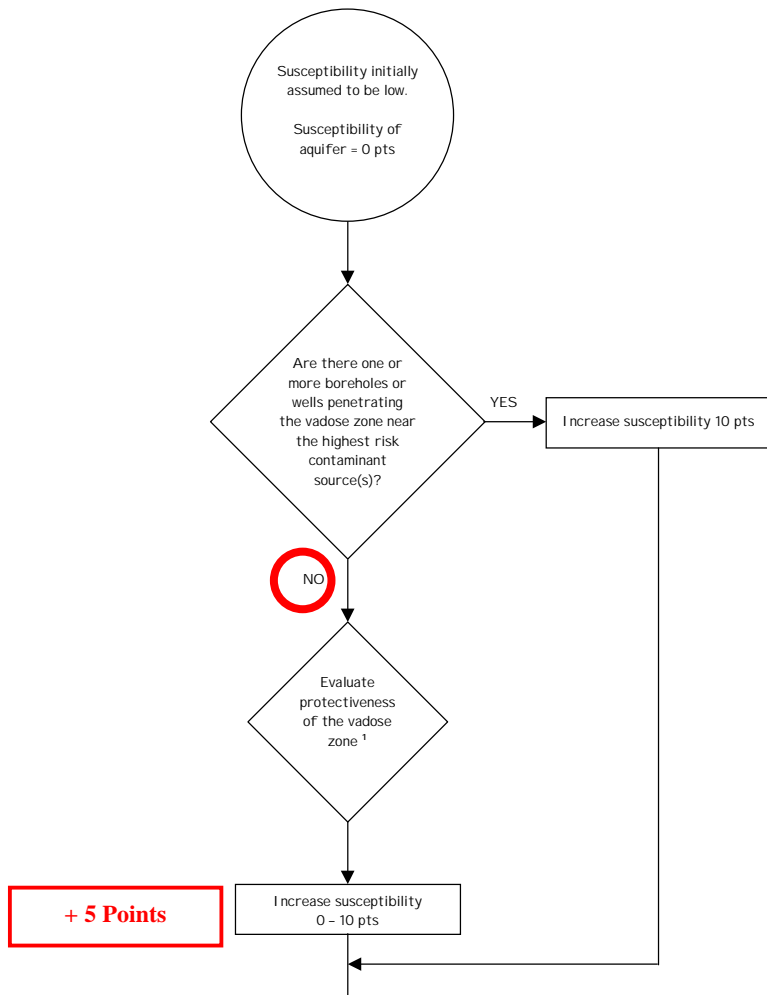 Susceptibility initially
assumed to be low.
Susceptibility of
aquifer = 0 pts
Are there one or
more boreholes or
wells penetrating
the vadose zone near
the highest risk
contaminant
source(s)?
YES
Increase susceptibility 10 pts
NO
Evaluate
protectiveness
of the vadose
zone ¹
+ 5 Points
Increase susceptibility
0 – 10 pts